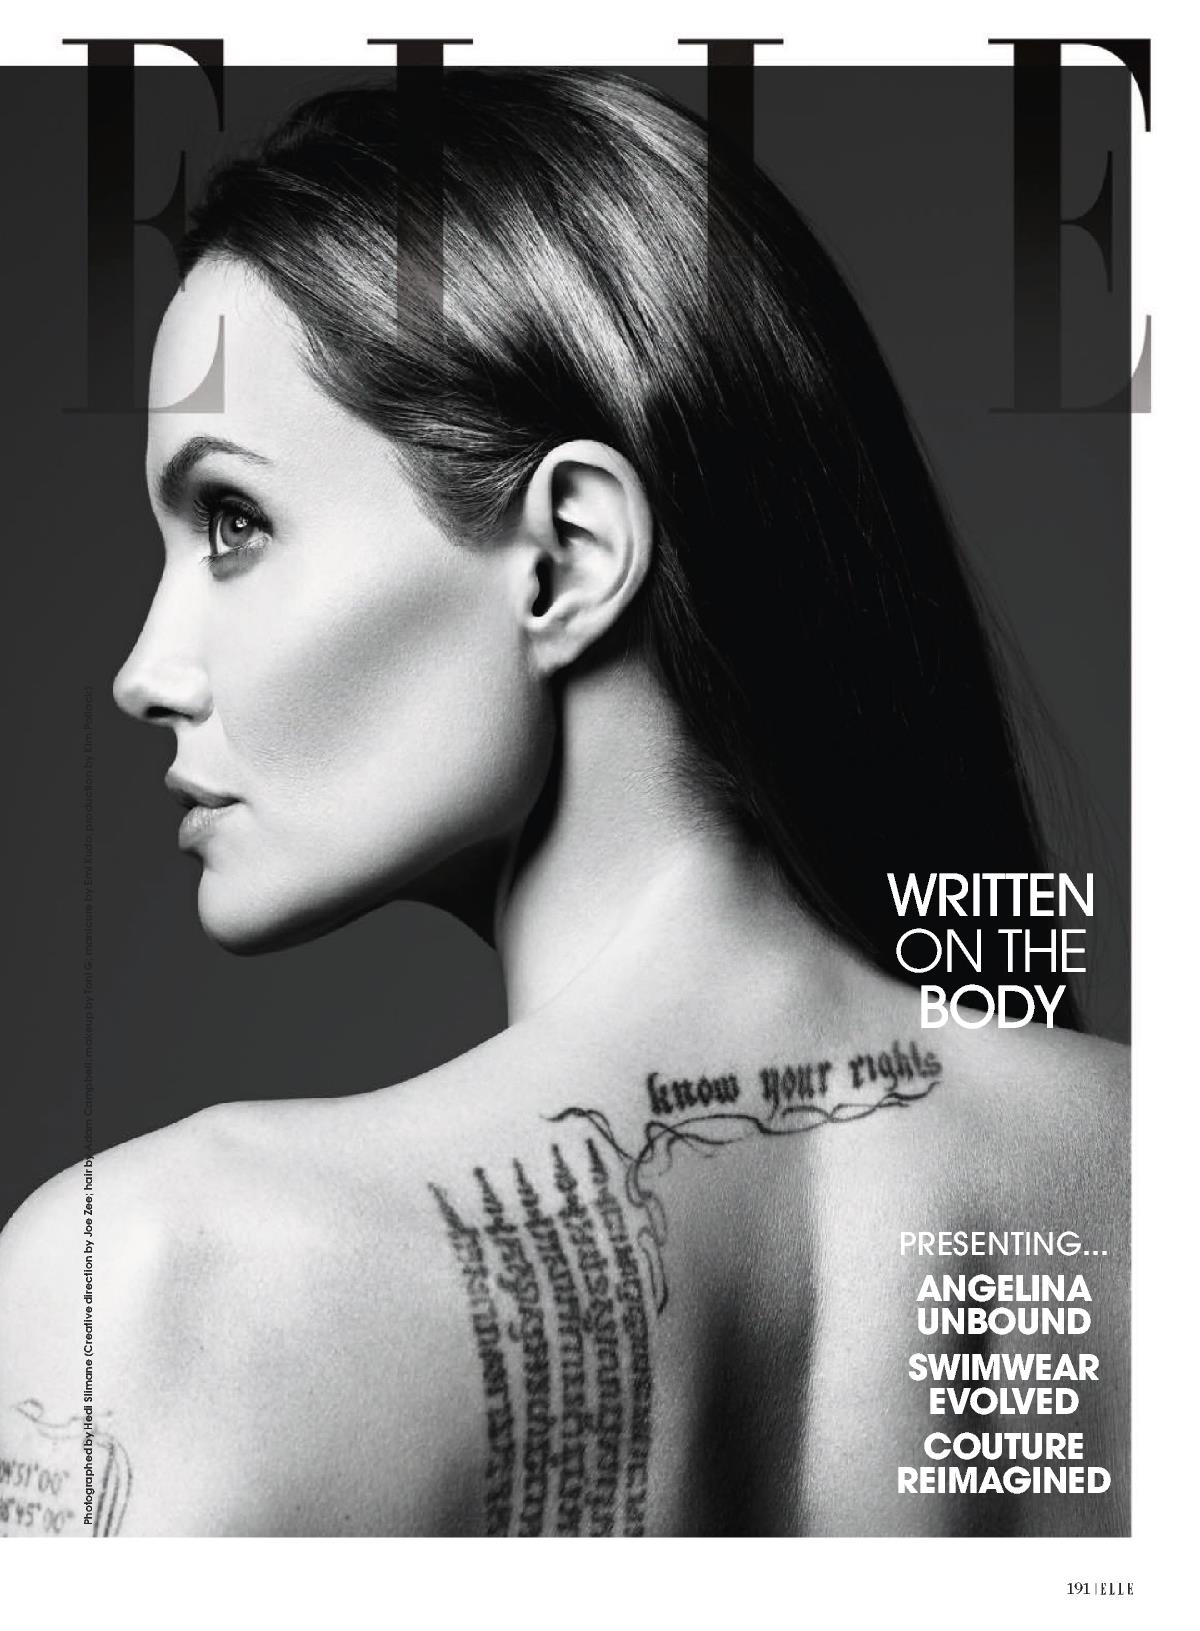 ELLE
WRITTEN
ON THE
BODY
know your rights
PRESENTING...
ANGELINA
UNBOUND
SWIMWEAR
EVOLVED
COUTURE
REIMAGINED
Photographed by Hedi Slimane (Creative direction by Joe Zee; hair by Adam Campbell; makeup by Toni G; manicure by Emi Kudo; production by Kim Pollock)
191 | ELLE